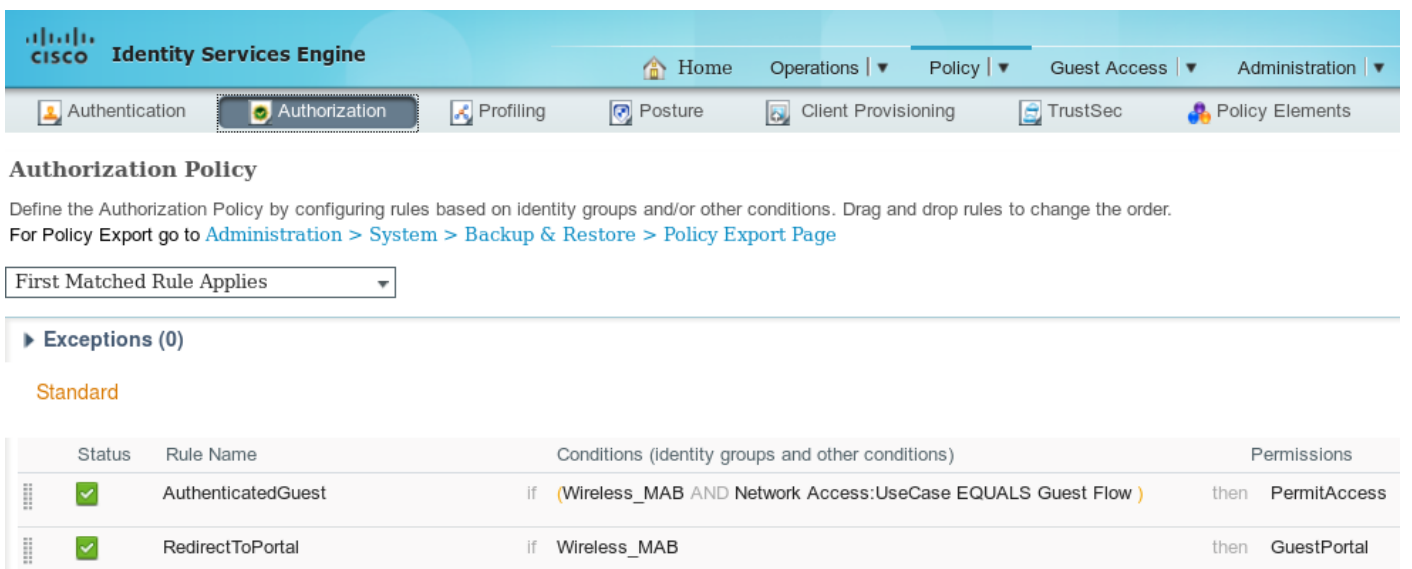 CISCO Identity Services Engine
Home Operations | ▼ Policy | ▼ Guest Access | ▼ Administration | ▼
Authentication Authorization Profiling Posture Client Provisioning TrustSec Policy Elements
Authorization Policy
Define the Authorization Policy by configuring rules based on identity groups and/or other conditions. Drag and drop rules to change the order.
For Policy Export go to Administration > System > Backup & Restore > Policy Export Page
First Matched Rule Applies
Exceptions (0)
Standard
Status Rule Name Conditions (identity groups and other conditions) Permissions
AuthenticatedGuest if (Wireless_MAB AND Network Access:UseCase EQUALS Guest Flow ) then PermitAccess
RedirectToPortal if Wireless_MAB then GuestPortal